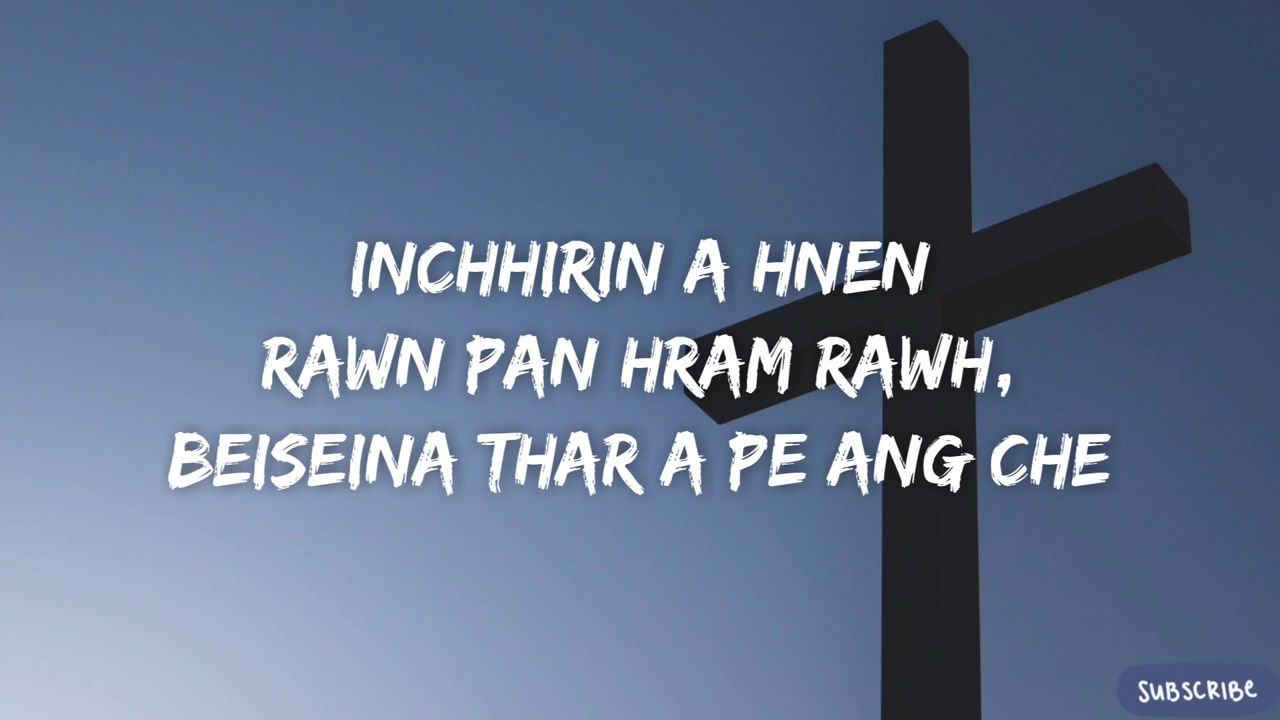 INCHHIRIN A HNEN
RAWN PAN HRAM RAWH,
BEISEINA THAR A PE ANG CHE
SUBSCRIBE